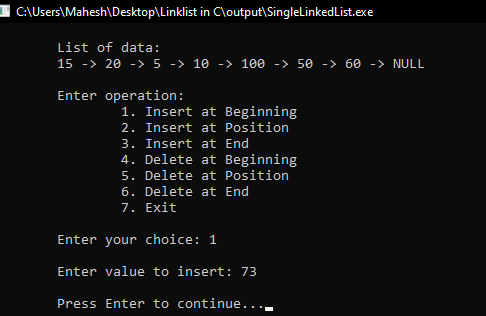 C:\Users\Mahesh\Desktop\Linklist in C\output\SingleLinkedList.exe
List of data:
15 -> 20 -> 5 -> 10 -> 100 -> 50 -> 60 -> NULL
Enter operation:
1. Insert at Beginning
2. Insert at Position
3. Insert at End
4. Delete at Beginning
5. Delete at Position
6. Delete at End
7. Exit
Enter your choice: 1
Enter value to insert: 73
Press Enter to continue...